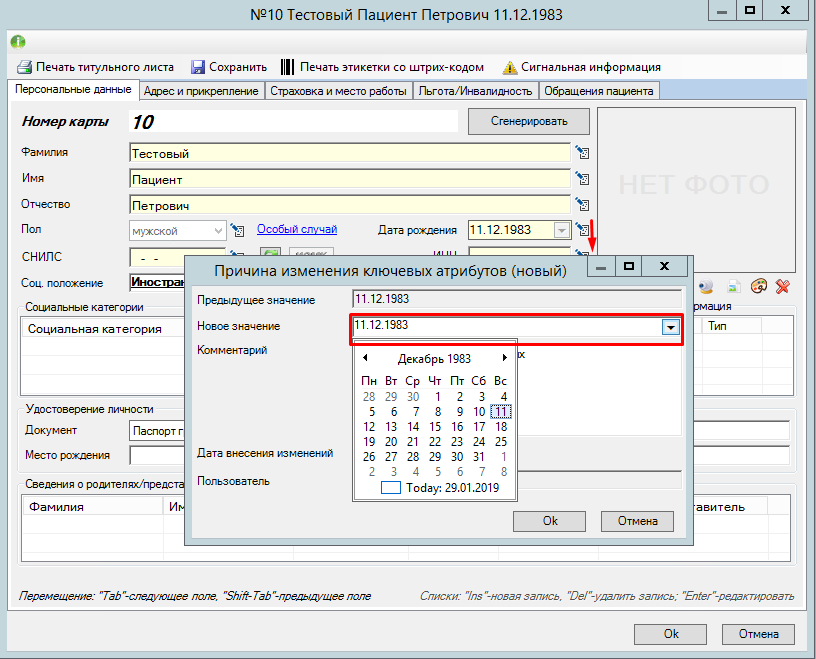 №10 Тестовый Пациент Петрович 11.12.1983
Печать титульного листа Сохранить Печать этикетки со штрих-кодом Сигнальная информация
Персональные данные Адрес и прикрепление Страховка и место работы Льгота/Инвалидность Обращения пациента
Номер карты 10 Сгенерировать
Фамилия Тестовый
Имя Пациент
Отчество Петрович
НЕТ ФОТО
Пол мужской Особый случай Дата рождения 11.12.1983
СНИЛС - -
Соц. положение
Социальные категории
Социальная категория Тип
Удостоверение личности
Документ Паспорт
Место рождения
Фамилия
Причина изменения ключевых атрибутов (новый)
Предыдущее значение 11.12.1983
Новое значение 11.12.1983
Комментарий
Декабрь 1983
Пн Вт Ср Чт Пт Сб Вс
28 29 30 1 2 3 4
5 6 7 8 9 10 11
12 13 14 15 16 17 18
19 20 21 22 23 24 25
26 27 28 29 30 31 1
2 3 4 5 6 7 8
Today: 29.01.2019
Дата внесения изменений
Пользователь
Ok Отмена
Перемещение: "Tab"-следующее поле, "Shift-Tab"-предыдущее поле Списки: "Ins"-новая запись, "Del"-удалить запись; "Enter"-редактировать
Ok Отмена